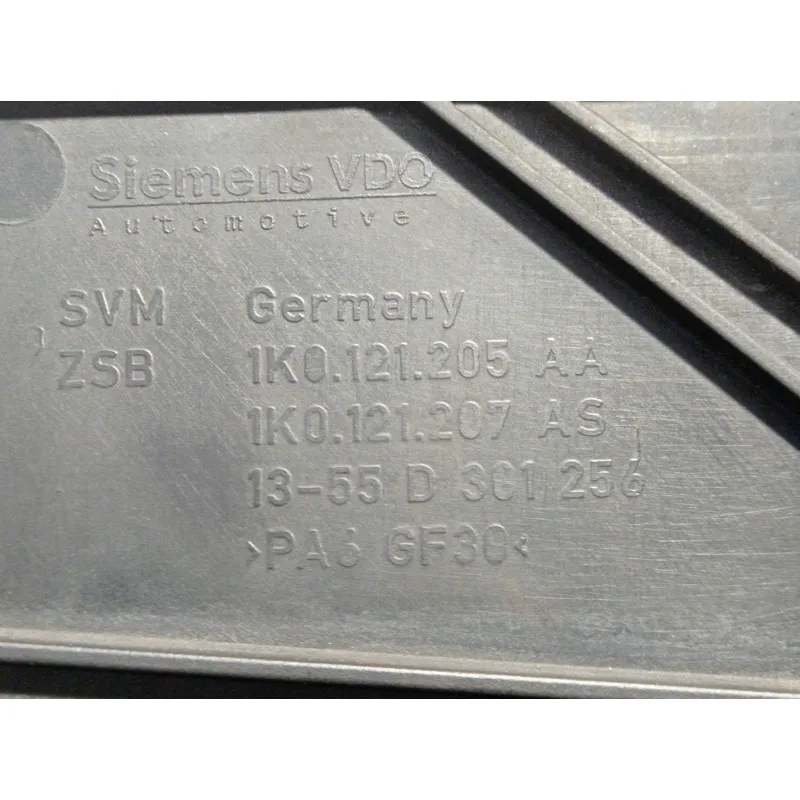 Siemens VDO
Automotive
SVM Germany
ZSB 1K0.121.205 AA
1K0.121.207 AS
13-55 D 301 256
>PA6 GF30<